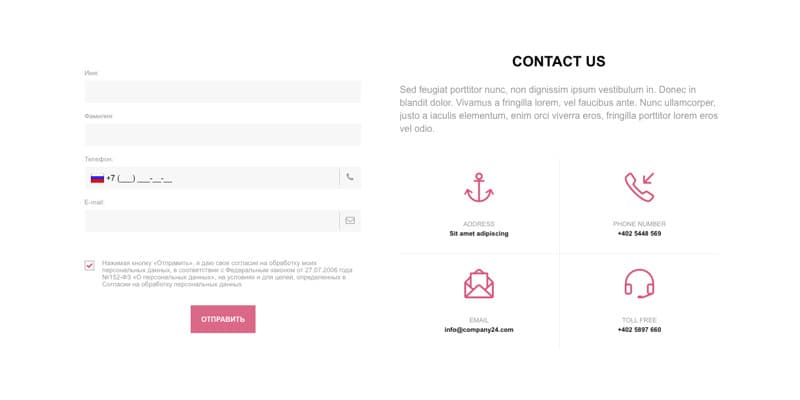 Имя:
Фамилия:
Телефон:
+7 (___) ___-__-__
E-mail:
Нажимая кнопку «Отправить», я даю свое согласие на обработку моих
персональных данных, в соответствии с Федеральным законом от 27.07.2006 года
№152-ФЗ «О персональных данных», на условиях и для целей, определенных в
Согласии на обработку персональных данных
ОТПРАВИТЬ
CONTACT US
Sed feugiat porttitor nunc, non dignissim ipsum vestibulum in. Donec in
blandit dolor. Vivamus a fringilla lorem, vel faucibus ante. Nunc ullamcorper,
justo a iaculis elementum, enim orci viverra eros, fringilla porttitor lorem eros
vel odio.
ADDRESS
Sit amet adipiscing
PHONE NUMBER
+402 5448 569
EMAIL
info@company24.com
TOLL FREE
+402 5897 660